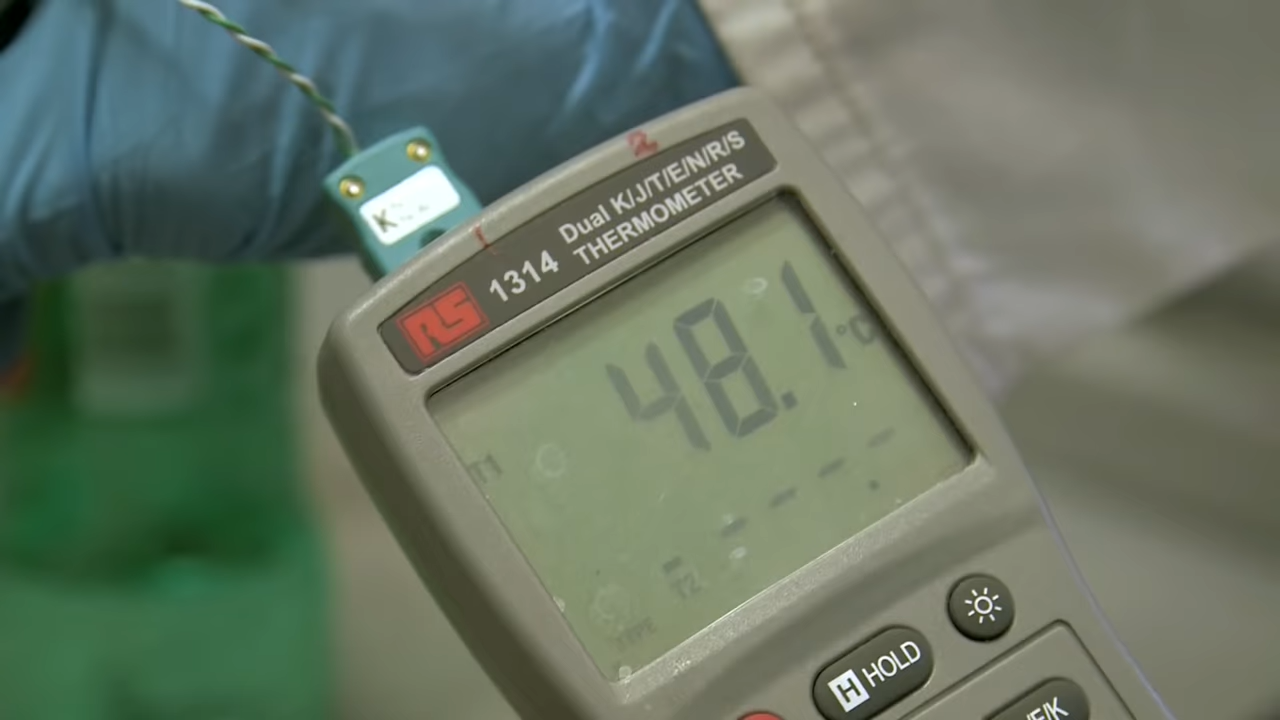 K
1 2
RS 1314 Dual K/J/T/E/N/R/S
THERMOMETER
48.1 °C
T1
----.-
T2
TYPE
H HOLD
/E/K